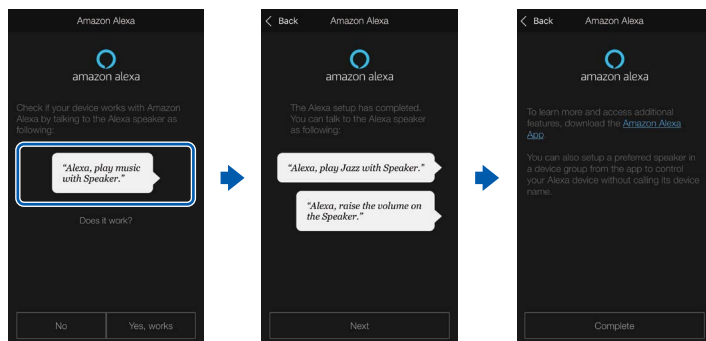 Amazon Alexa
amazon alexa
Check if your device works with Amazon
Alexa by talking to the Alexa speaker as
following:
"Alexa, play music
with Speaker."
Does it work?
No
Yes, works
Back
Amazon Alexa
amazon alexa
The Alexa setup has completed.
You can talk to the Alexa speaker
as following:
"Alexa, play Jazz with Speaker."
"Alexa, raise the volume on
the Speaker."
Next
Back
Amazon Alexa
amazon alexa
To learn more and access additional
features, download the Amazon Alexa
App.
You can also setup a preferred speaker in
a device group from the app to control
your Alexa device without calling its device
name.
Complete